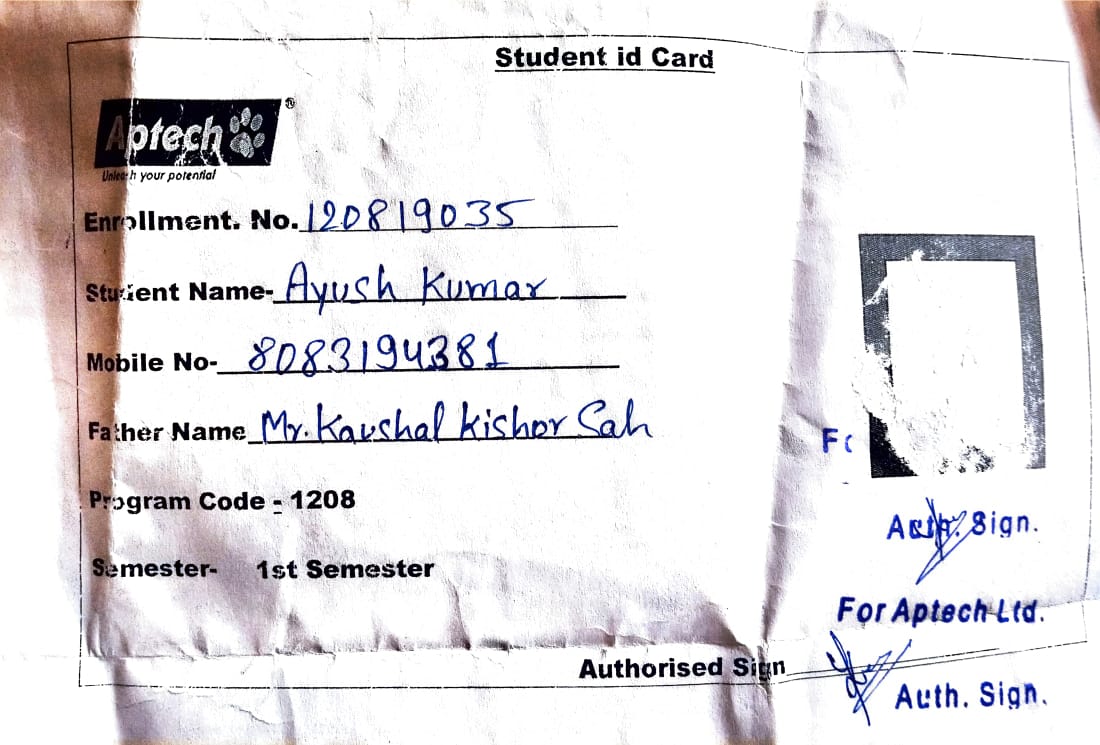 Student id Card
Aptech®
Unleash your potential
Enrollment. No. 120819035
Student Name- Ayush Kumar
Mobile No- 8083194381
Father Name Mr. Kaushal Kishor Sah
Program Code - 1208
Semester- 1st Semester
Auth. Sign.
For Aptech Ltd.
Authorised Sign
Auth. Sign.